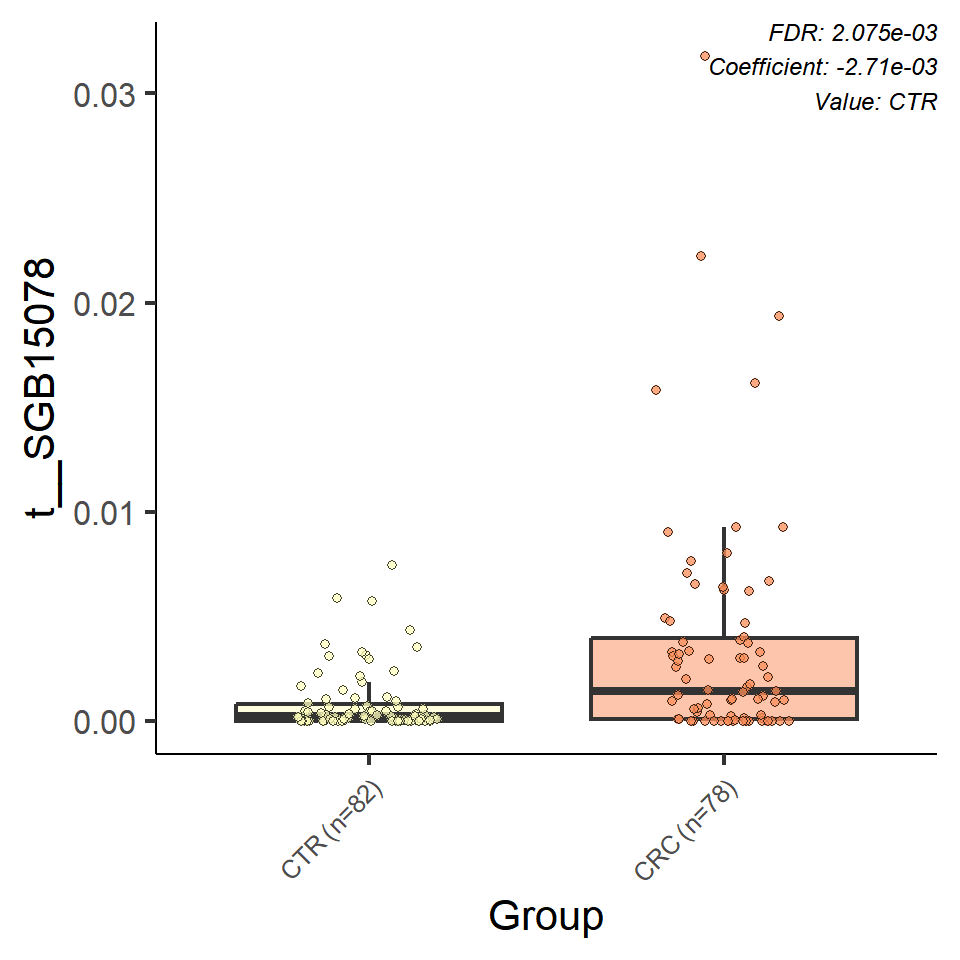 FDR: 2.075e-03
Coefficient: -2.71e-03
Value: CTR
0.03
0.02
0.01
0.00
t__SGB15078
CTR (n=82)
CRC (n=78)
Group